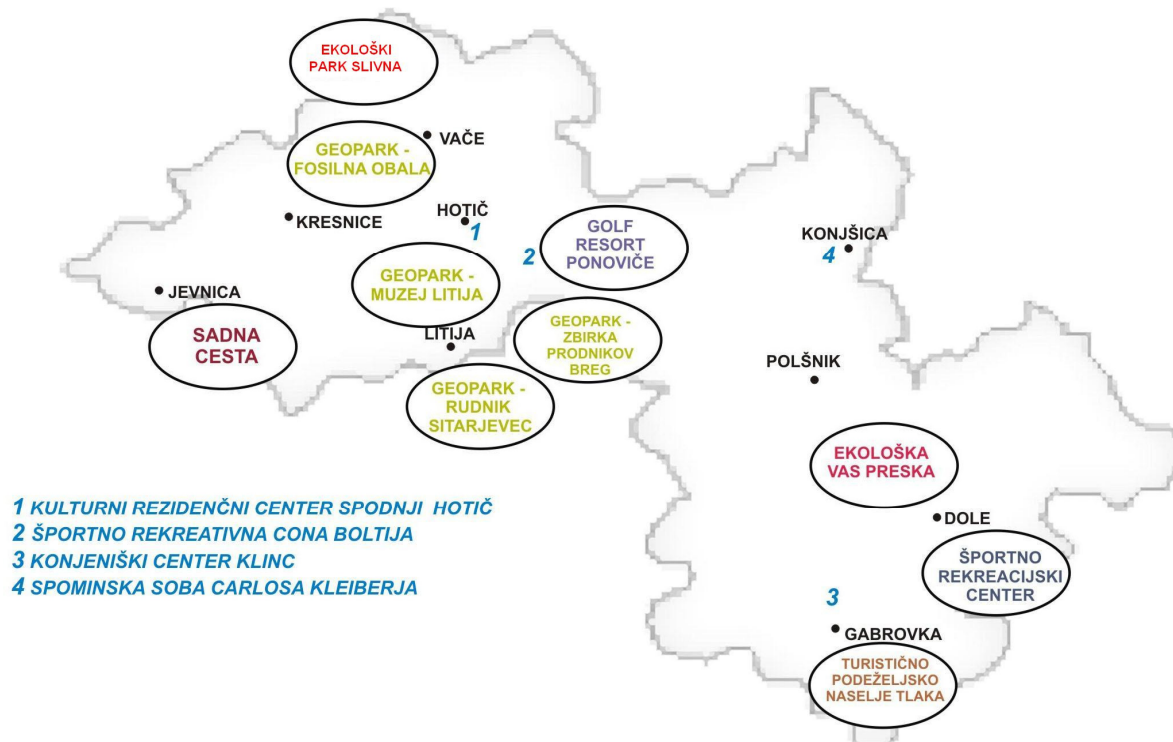 EKOLOŠKI
PARK SLIVNA
VAČE
GEOPARK -
FOSILNA OBALA
KRESNICE
HOTIČ
1
2
GOLF
RESORT
PONOVIČE
KONJŠICA
4
JEVNICA
GEOPARK -
MUZEJ LITIJA
SADNA
CESTA
LITIJA
GEOPARK -
ZBIRKA
PRODNIKOV
BREG
POLŠNIK
GEOPARK -
RUDNIK
SITARJEVEC
EKOLOŠKA
VAS PRESKA
DOLE
ŠPORTNO
REKREACIJSKI
CENTER
3
GABROVKA
TURISTIČNO
PODEŽELJSKO
NASELJE TLAKA
1 KULTURNI REZIDENČNI CENTER SPODNJI HOTIČ
2 ŠPORTNO REKREATIVNA CONA BOLTIJA
3 KONJENIŠKI CENTER KLINC
4 SPOMINSKA SOBA CARLOSA KLEIBERJA